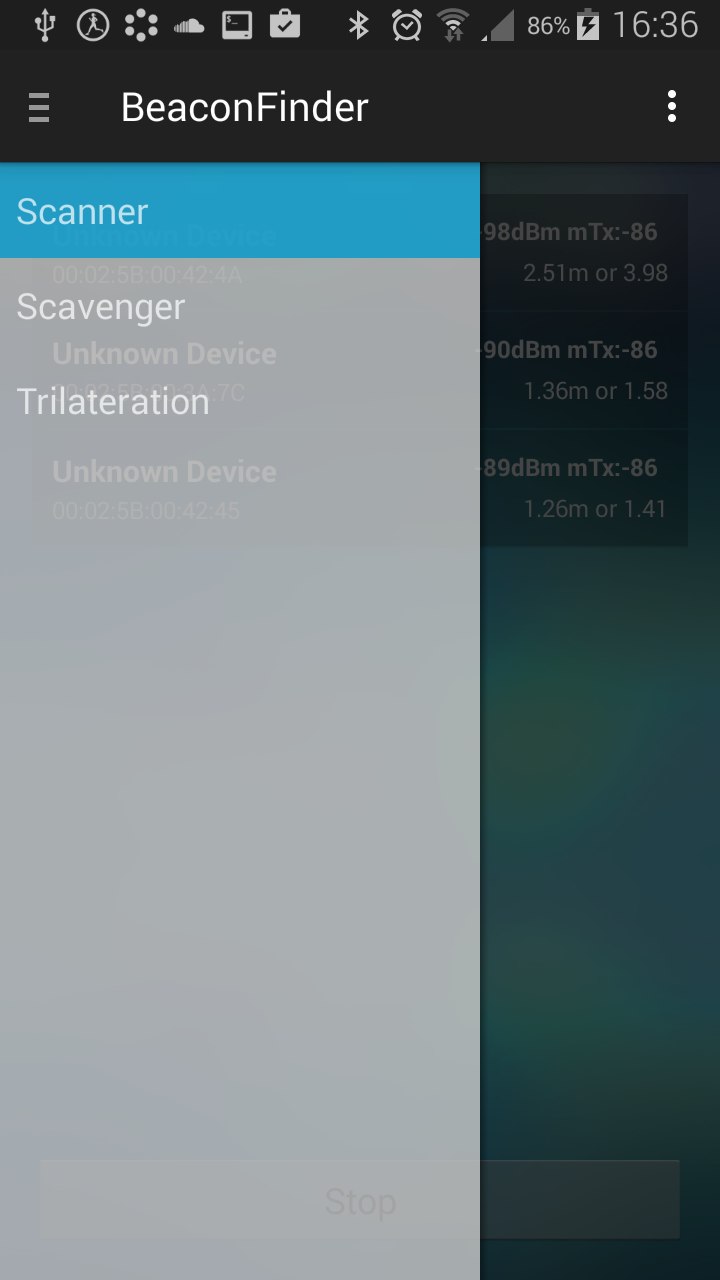 86% 16:36
BeaconFinder
Scanner
Unknown Device -98dBm mTx:-86
00:02:5B:00:42:4A 2.51m or 3.98
Scavenger
Unknown Device -90dBm mTx:-86
00:02:5B:00:3A:7C 1.36m or 1.58
Trilateration
Unknown Device -89dBm mTx:-86
00:02:5B:00:42:45 1.26m or 1.41
Stop